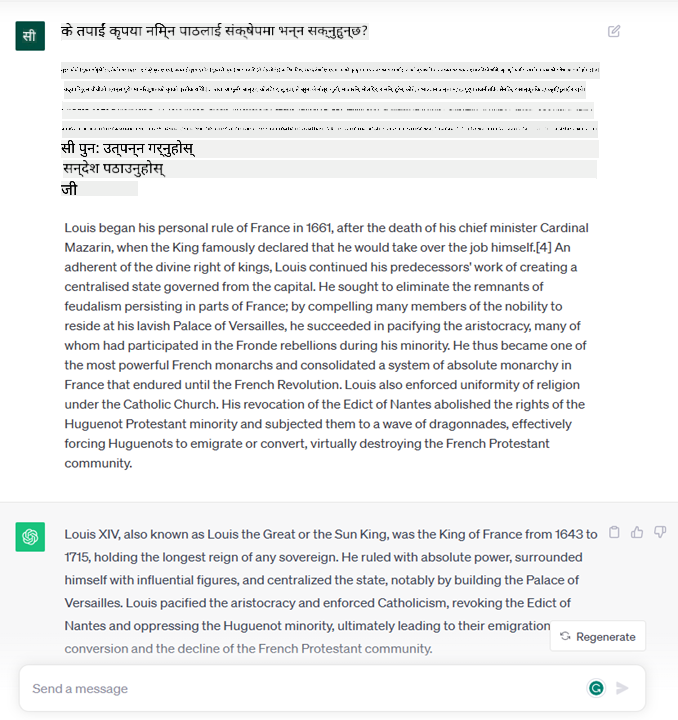 सी
के तपाईं कृपया निम्न पाठलाई संक्षेपमा भन्न सक्नुहुन्छ?
सी पुन: उत्पन्न गर्नुहोस्
सन्देश पठाउनुहोस्
जी
Louis began his personal rule of France in 1661, after the death of his chief minister Cardinal
Mazarin, when the King famously declared that he would take over the job himself.[4] An
adherent of the divine right of kings, Louis continued his predecessors' work of creating a
centralised state governed from the capital. He sought to eliminate the remnants of
feudalism persisting in parts of France; by compelling many members of the nobility to
reside at his lavish Palace of Versailles, he succeeded in pacifying the aristocracy, many of
whom had participated in the Fronde rebellions during his minority. He thus became one of
the most powerful French monarchs and consolidated a system of absolute monarchy in
France that endured until the French Revolution. Louis also enforced uniformity of religion
under the Catholic Church. His revocation of the Edict of Nantes abolished the rights of the
Huguenot Protestant minority and subjected them to a wave of dragonnades, effectively
forcing Huguenots to emigrate or convert, virtually destroying the French Protestant
community.
Louis XIV, also known as Louis the Great or the Sun King, was the King of France from 1643 to
1715, holding the longest reign of any sovereign. He ruled with absolute power, surrounded
himself with influential figures, and centralized the state, notably by building the Palace of
Versailles. Louis pacified the aristocracy and enforced Catholicism, revoking the Edict of
Nantes and oppressing the Huguenot minority, ultimately leading to their emigration
Regenerate
conversion and the decline of the French Protestant community.
Send a message